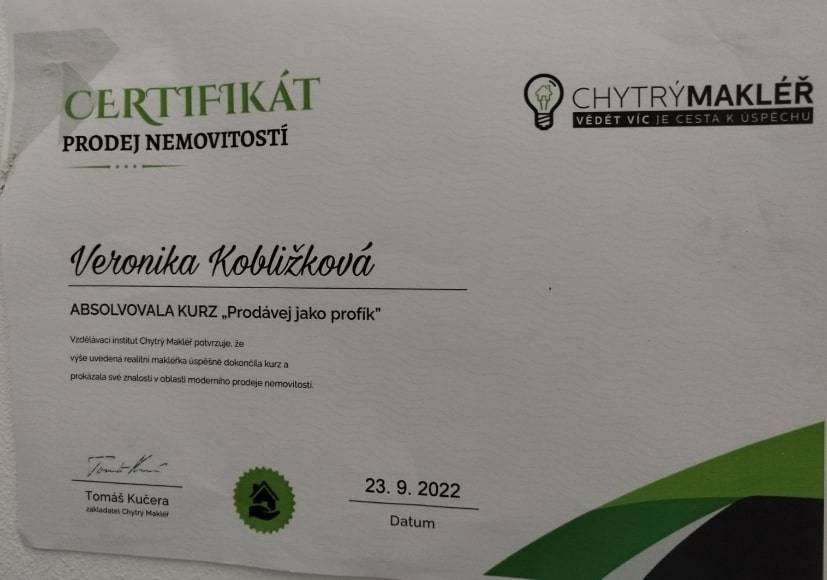 CERTIFIKÁT
PRODEJ NEMOVITOSTÍ
CHYTRÝMAKLÉŘ
VĚDĚT VÍC JE CESTA K ÚSPĚCHU
Veronika Kobližková
ABSOLVOVALA KURZ „Prodávej jako profík”
Vzdělávací institut Chytrý Makléř potvrzuje, že
výše uvedená realitní makléřka úspěšně dokončila kurz a
prokázala své znalosti v oblasti moderního prodeje nemovitostí.
Tomáš Kučera
zakladatel Chytrý Makléř
23. 9. 2022
Datum